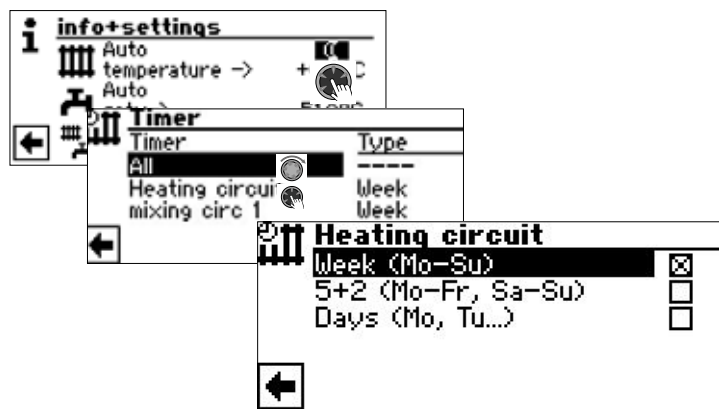 info+settings
Auto
temperature ->
Auto
Timer
Timer Type
All ----
Heating circuit Week
mixing circ 1 Week
Heating circuit
Week (Mo-Su)
5+2 (Mo-Fr, Sa-Su)
Days (Mo, Tu...)